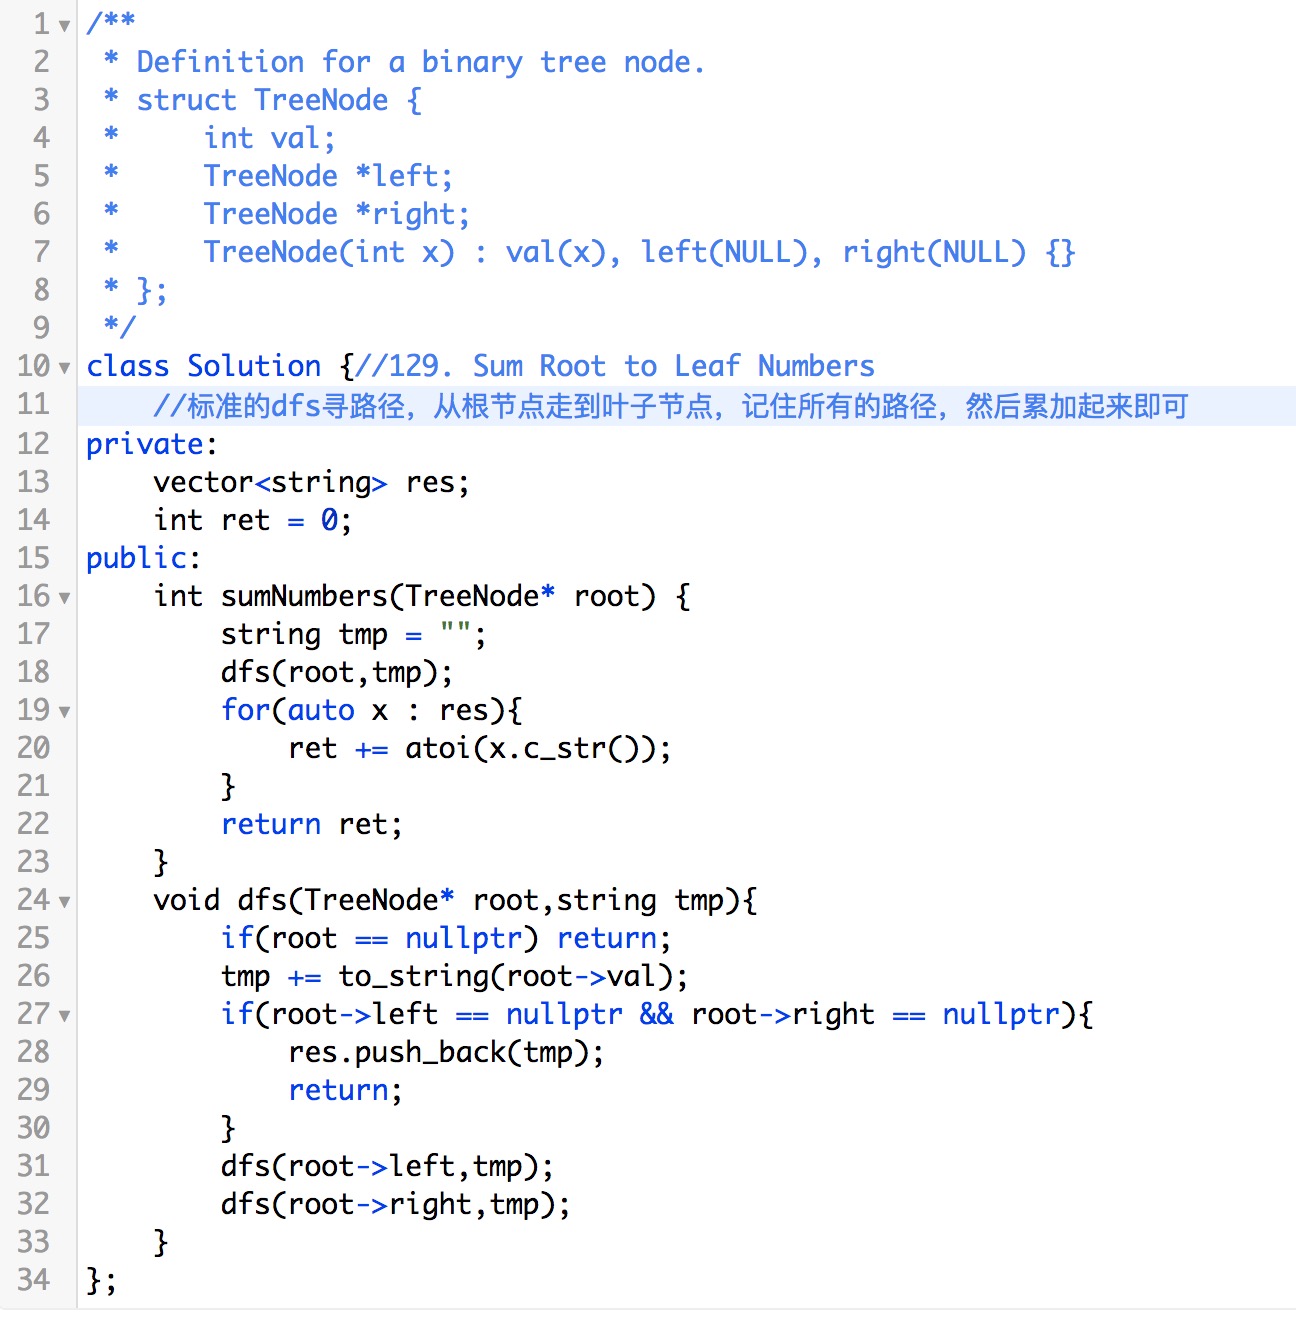 1 /**
2  * Definition for a binary tree node.
3  * struct TreeNode {
4  *     int val;
5  *     TreeNode *left;
6  *     TreeNode *right;
7  *     TreeNode(int x) : val(x), left(NULL), right(NULL) {}
8  * };
9  */
10 class Solution {//129. Sum Root to Leaf Numbers
11     //标准的dfs寻路径，从根节点走到叶子节点，记住所有的路径，然后累加起来即可
12 private:
13     vector<string> res;
14     int ret = 0;
15 public:
16     int sumNumbers(TreeNode* root) {
17         string tmp = "";
18         dfs(root,tmp);
19         for(auto x : res){
20             ret += atoi(x.c_str());
21         }
22         return ret;
23     }
24     void dfs(TreeNode* root,string tmp){
25         if(root == nullptr) return;
26         tmp += to_string(root->val);
27         if(root->left == nullptr && root->right == nullptr){
28             res.push_back(tmp);
29             return;
30         }
31         dfs(root->left,tmp);
32         dfs(root->right,tmp);
33     }
34 };